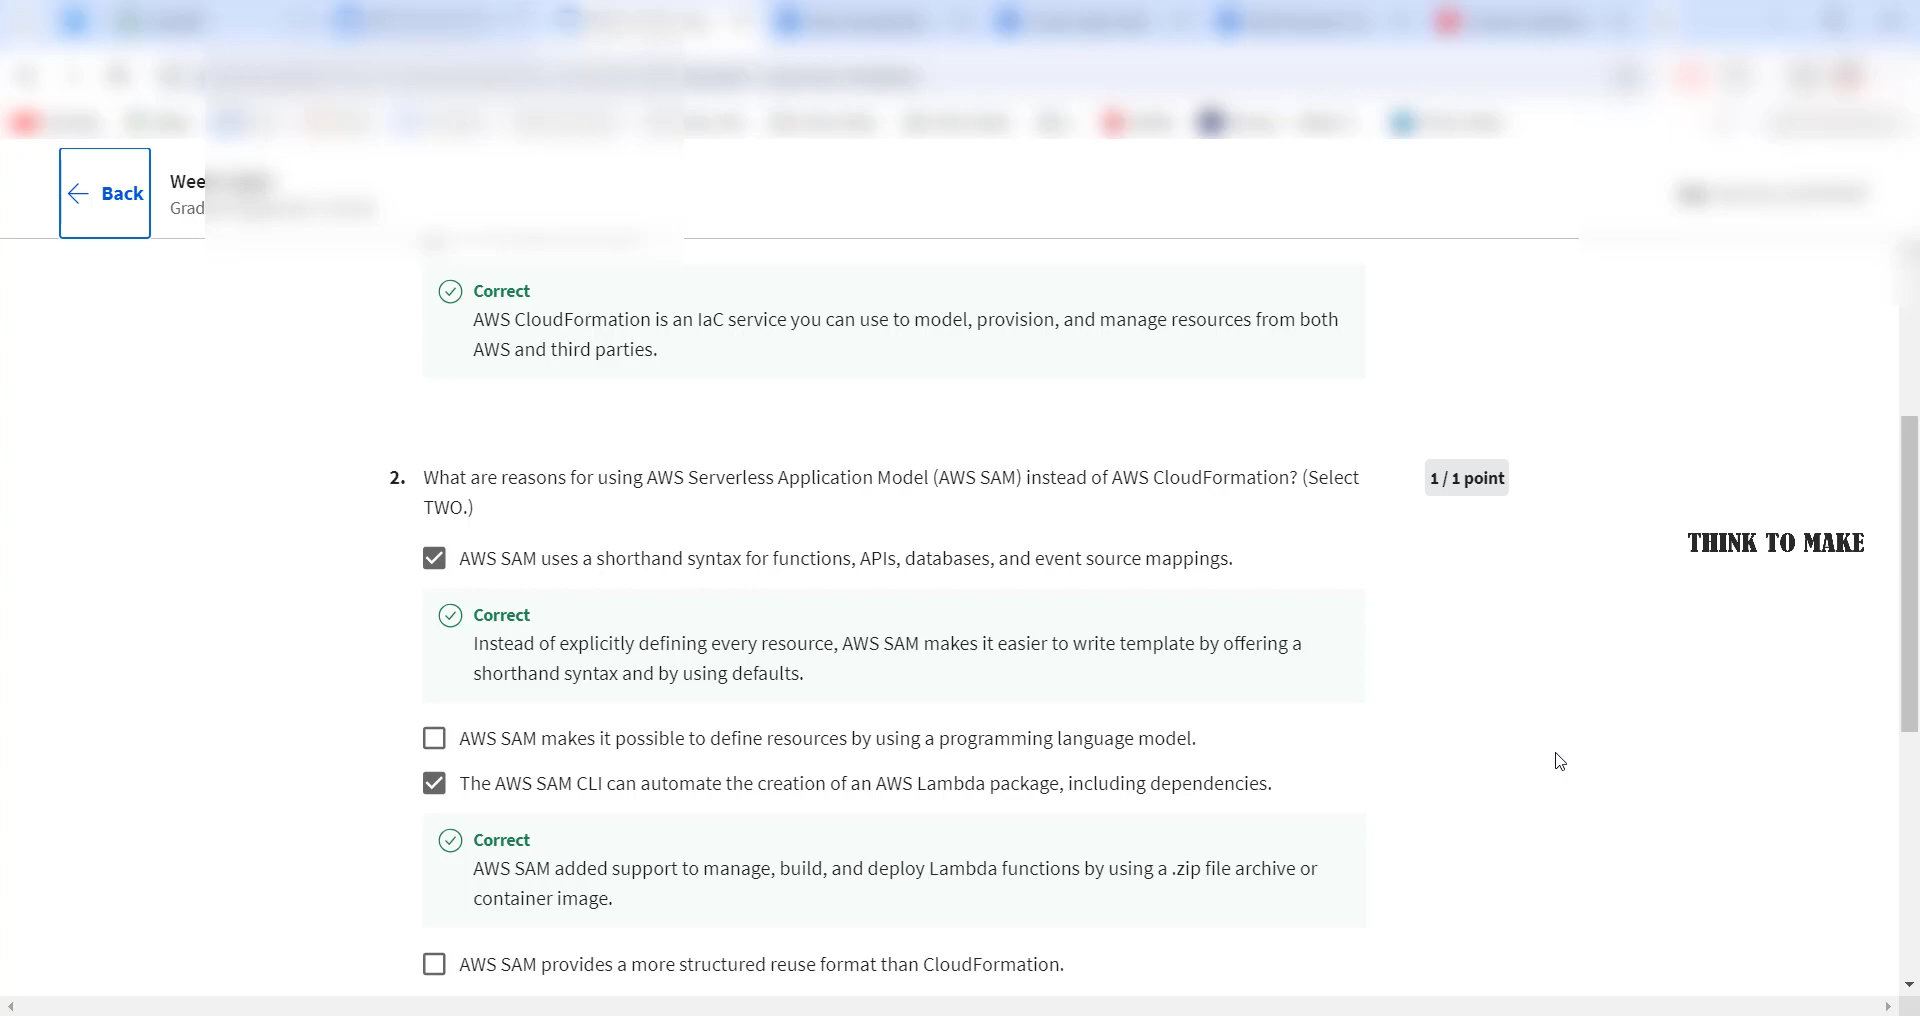 Back
Wee
Grad
Correct
AWS CloudFormation is an IaC service you can use to model, provision, and manage resources from both
AWS and third parties.
2. What are reasons for using AWS Serverless Application Model (AWS SAM) instead of AWS CloudFormation? (Select
TWO.)
1 / 1 point
AWS SAM uses a shorthand syntax for functions, APIs, databases, and event source mappings.
THINK TO MAKE
Correct
Instead of explicitly defining every resource, AWS SAM makes it easier to write template by offering a
shorthand syntax and by using defaults.
AWS SAM makes it possible to define resources by using a programming language model.
The AWS SAM CLI can automate the creation of an AWS Lambda package, including dependencies.
Correct
AWS SAM added support to manage, build, and deploy Lambda functions by using a .zip file archive or
container image.
AWS SAM provides a more structured reuse format than CloudFormation.